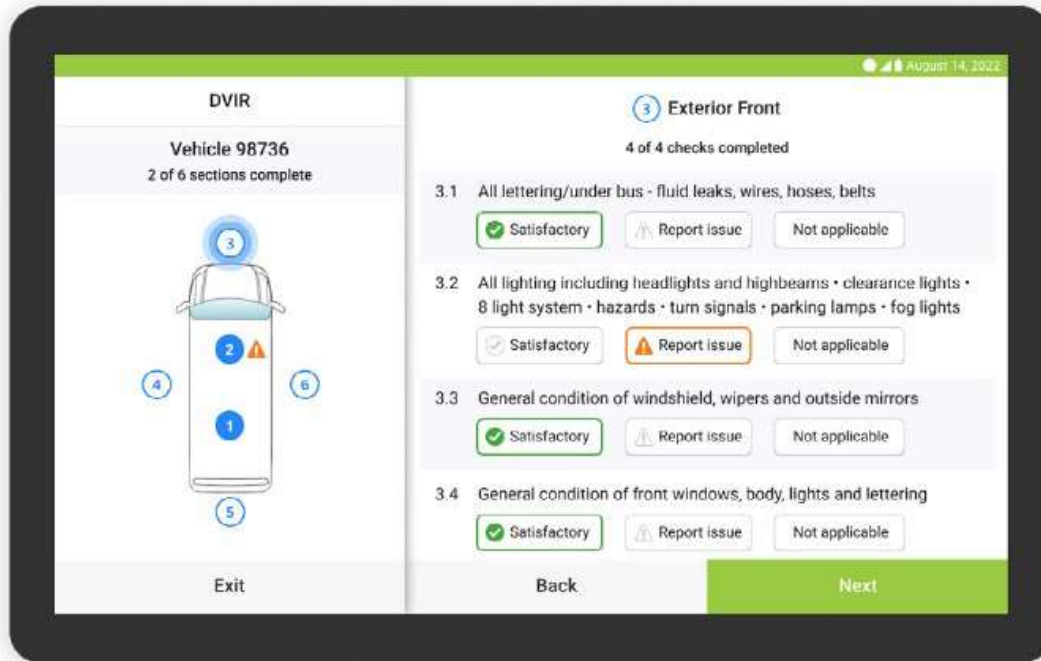 August 14, 2022
DVIR
Vehicle 98736
2 of 6 sections complete
3
2
4
6
1
5
Exit
3 Exterior Front
4 of 4 checks completed
3.1 All lettering/under bus - fluid leaks, wires, hoses, belts
Satisfactory Report issue Not applicable
3.2 All lighting including headlights and highbeams • clearance lights •
8 light system • hazards • turn signals • parking lamps • fog lights
Satisfactory Report issue Not applicable
3.3 General condition of windshield, wipers and outside mirrors
Satisfactory Report issue Not applicable
3.4 General condition of front windows, body, lights and lettering
Satisfactory Report issue Not applicable
Back Next